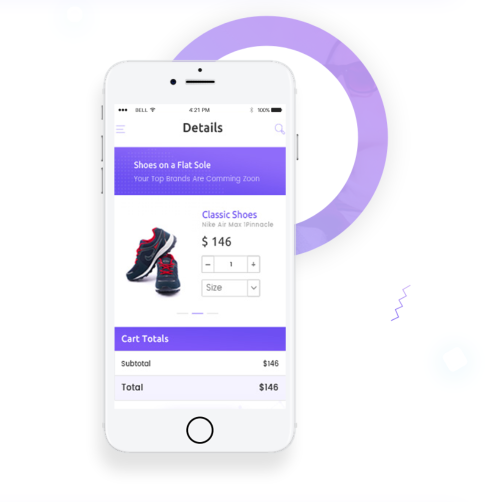 BELL
4:21 PM
100%
Details
Shoes on a Flat Sole
Your Top Brands Are Comming Zoon
Classic Shoes
Nike Air Max 1Pinnacle
$ 146
− 1 +
Size
Cart Totals
Subtotal $146
Total $146